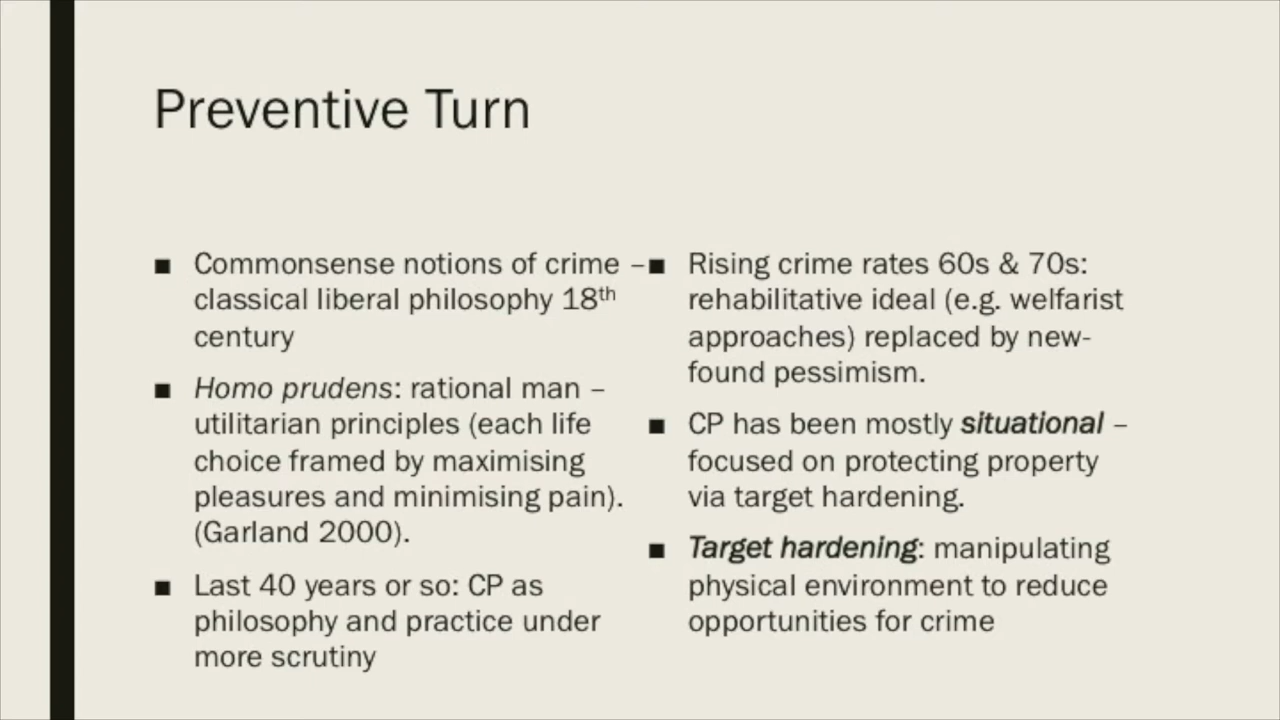 Preventive Turn
■ Commonsense notions of crime –
classical liberal philosophy 18th
century
■ Homo prudens: rational man –
utilitarian principles (each life
choice framed by maximising
pleasures and minimising pain).
(Garland 2000).
■ Last 40 years or so: CP as
philosophy and practice under
more scrutiny
■ Rising crime rates 60s & 70s:
rehabilitative ideal (e.g. welfarist
approaches) replaced by new-
found pessimism.
■ CP has been mostly situational –
focused on protecting property
via target hardening.
■ Target hardening: manipulating
physical environment to reduce
opportunities for crime